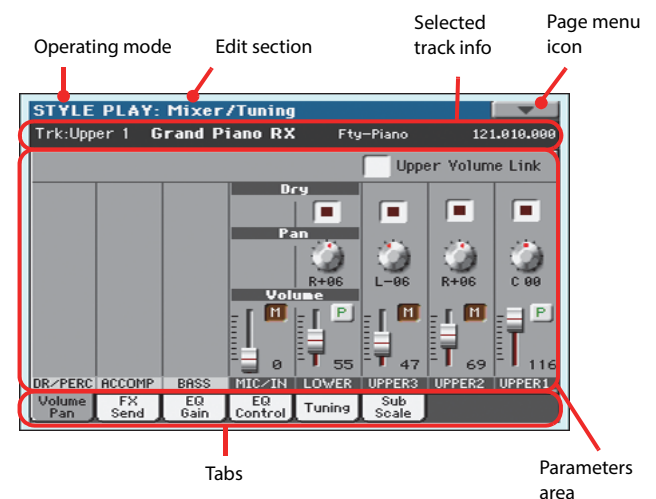 Operating mode
Edit section
Selected
track info
Page menu
icon
STYLE PLAY: Mixer/Tuning
Trk:Upper 1 Grand Piano RX Fty-Piano 121.010.000
Upper Volume Link
Dry
Pan
R+06 L-06 R+06 C 00
Volume
M P M M P
0 55 47 69 116
DR/PERC ACCOMP BASS MIC/IN LOWER UPPER3 UPPER2 UPPER1
Volume Pan
FX Send
EQ Gain
EQ Control
Tuning
Sub Scale
Tabs
Parameters
area